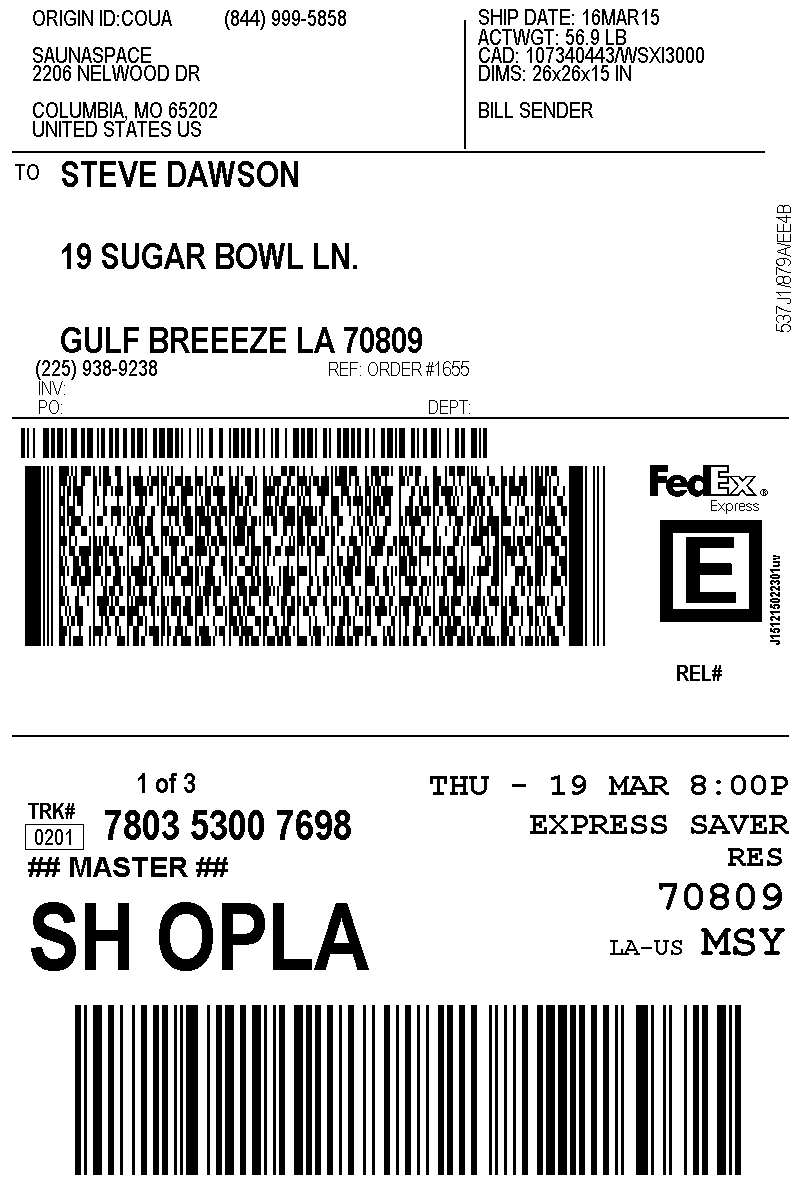 ORIGIN ID:COUA (844) 999-5858
SAUNASPACE
2206 NELWOOD DR
COLUMBIA, MO 65202
UNITED STATES US
SHIP DATE: 16MAR15
ACTWGT: 56.9 LB
CAD: 107340443/WSXI3000
DIMS: 26x26x15 IN
BILL SENDER
TO STEVE DAWSON
19 SUGAR BOWL LN.
GULF BREEEZE LA 70809
(225) 938-9238 REF: ORDER #1655
INV:
PO: DEPT:
537J1/879A/EE4B
FedEx®
Express
E
J151215022301uv
REL#
1 of 3
TRK#
0201
7803 5300 7698
## MASTER ##
SH OPLA
THU - 19 MAR 8:00P
EXPRESS SAVER
RES
70809
LA-US MSY